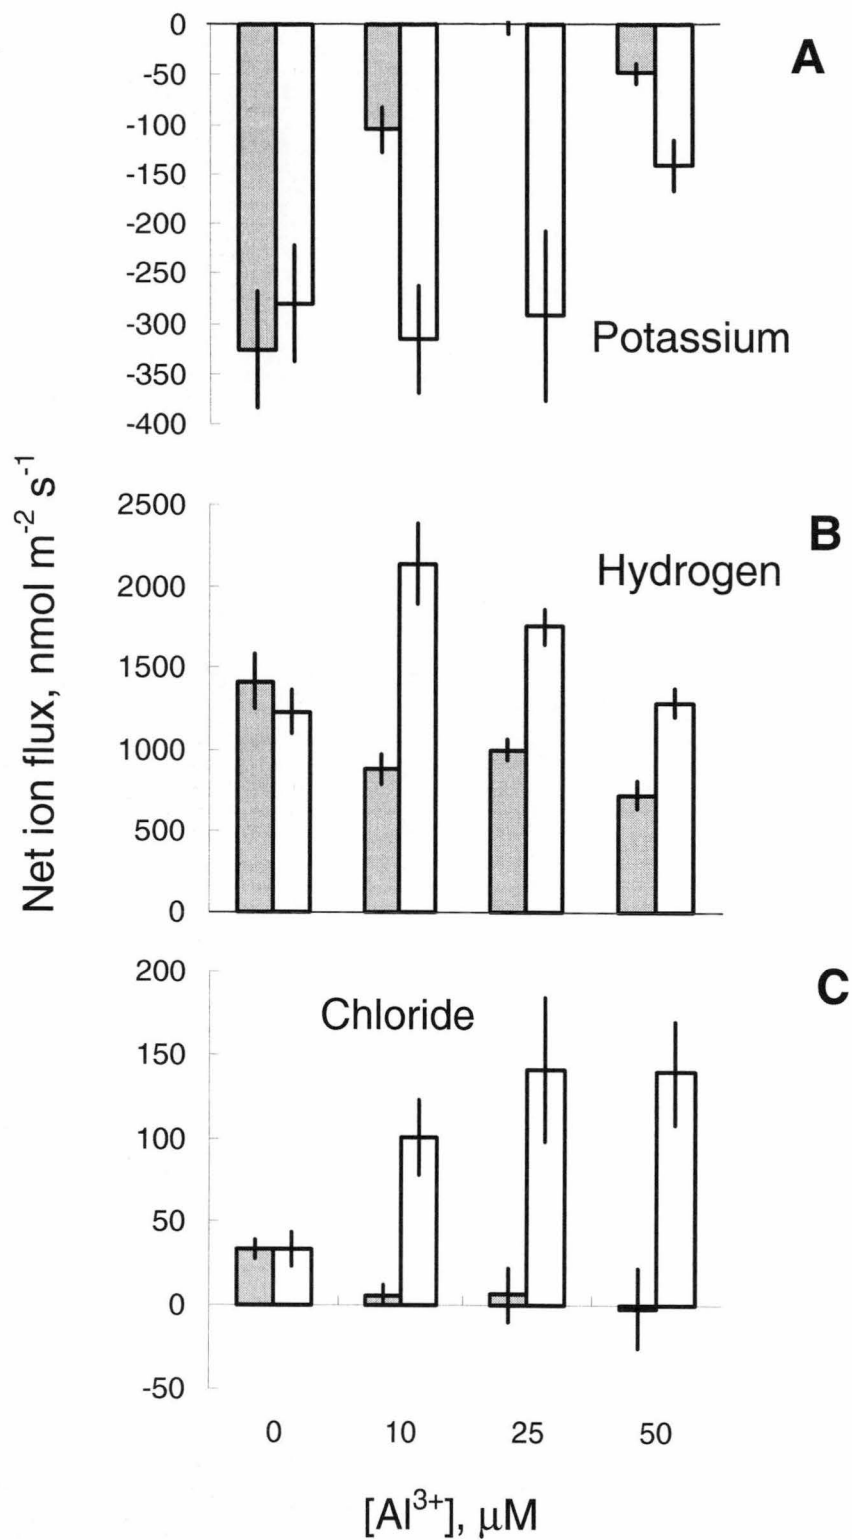 0
-50
-100
-150
-200
-250
-300
-350
-400
A
Potassium
Net ion flux, nmol m⁻² s⁻¹
2500
2000
1500
1000
500
0
B
Hydrogen
200
150
100
50
0
-50
C
Chloride
0 10 25 50
[Al³⁺], μM